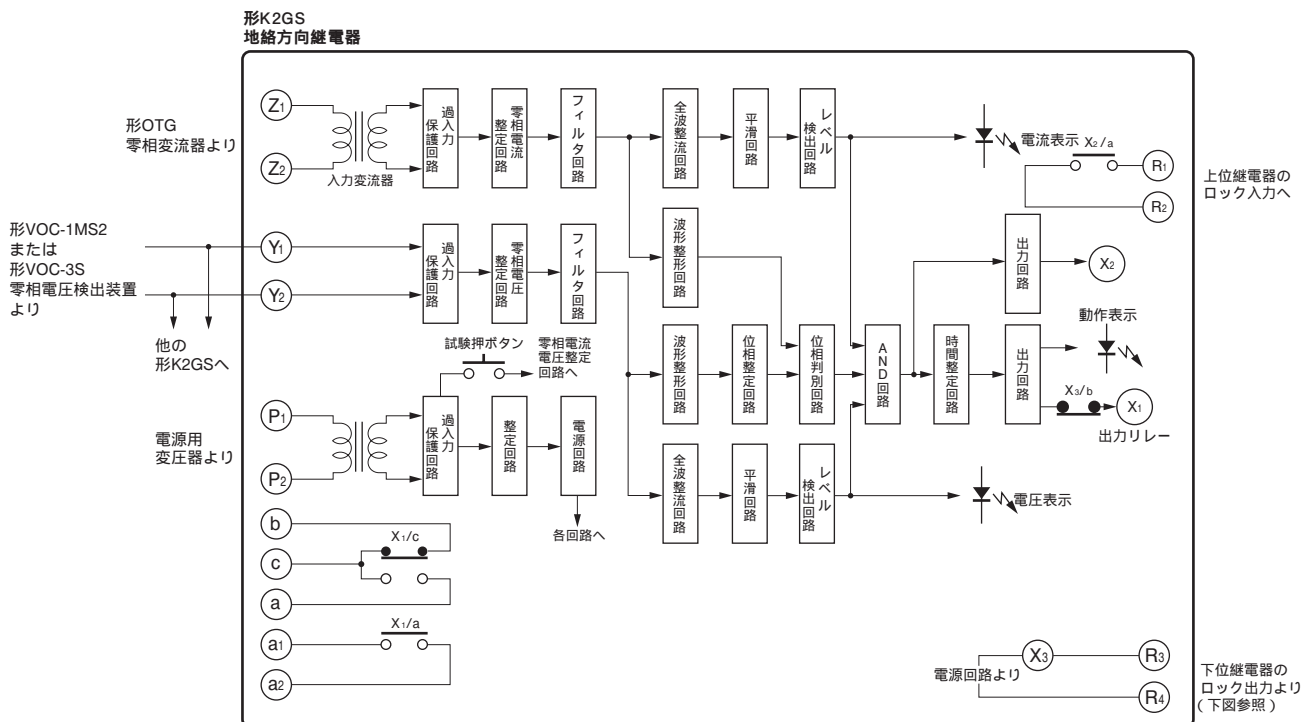 形K2GS
地絡方向継電器
形OTG
零相変流器より
Z1
Z2
入力変流器
過入力
保護回路
零相電流
整定回路
フィルタ回路
全波整流回路
平滑回路
レベル
検出回路
電流表示
X2/a
R1
R2
上位継電器の
ロック入力へ
形VOC-1MS2
または
形VOC-3S
零相電圧検出装置
より
Y1
Y2
他の
形K2GSへ
過入力
保護回路
零相電圧
整定回路
フィルタ回路
波形整形回路
出力回路
X2
試験押ボタン
零相電流
電圧整定
回路へ
波形整形回路
位相整定回路
位相判別回路
AND回路
時間整定回路
出力回路
動作表示
X3/b
X1
出力リレー
P1
P2
電源用
変圧器より
過入力
保護回路
整定回路
電源回路
各回路へ
全波整流回路
平滑回路
レベル
検出回路
電圧表示
b
X1/c
c
a
X1/a
a1
a2
電源回路より
X3
R3
R4
下位継電器の
ロック出力より
(下図参照)